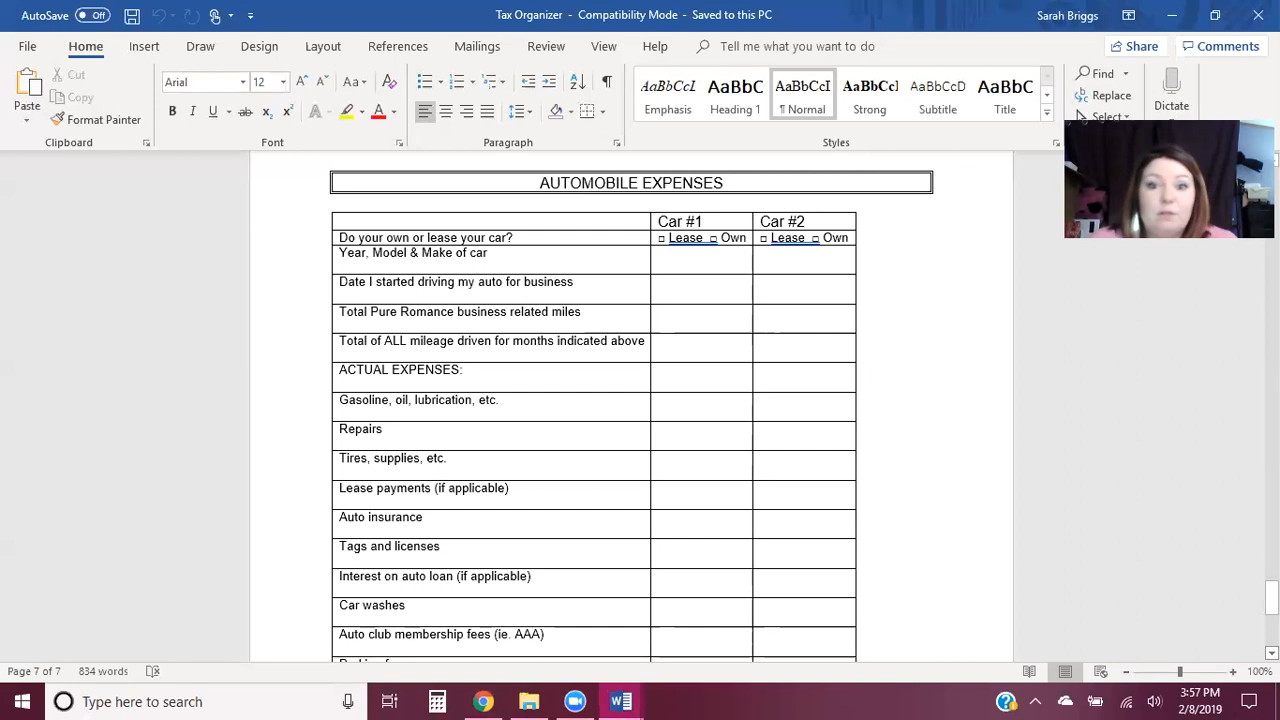 AutoSave Off Tax Organizer - Compatibility Mode - Saved to this PC Sarah Briggs
File Home Insert Draw Design Layout References Mailings Review View Help Tell me what you want to do Share Comments
Paste Cut Copy Format Painter
Arial 12 Aa
B I U ab x₂ x² A A
AaBbCcI AaBbC AaBbCcI AaBbCc AaBbCcD AaBbC
Emphasis Heading 1 ¶ Normal Strong Subtitle Title
Find
Replace
Select
Dictate
Clipboard Font Paragraph Styles
AUTOMOBILE EXPENSES
Car #1 Car #2
Do your own or lease your car? □ Lease □ Own □ Lease □ Own
Year, Model & Make of car
Date I started driving my auto for business
Total Pure Romance business related miles
Total of ALL mileage driven for months indicated above
ACTUAL EXPENSES:
Gasoline, oil, lubrication, etc.
Repairs
Tires, supplies, etc.
Lease payments (if applicable)
Auto insurance
Tags and licenses
Interest on auto loan (if applicable)
Car washes
Auto club membership fees (ie. AAA)
Page 7 of 7 834 words 100%
Type here to search 3:57 PM
2/8/2019